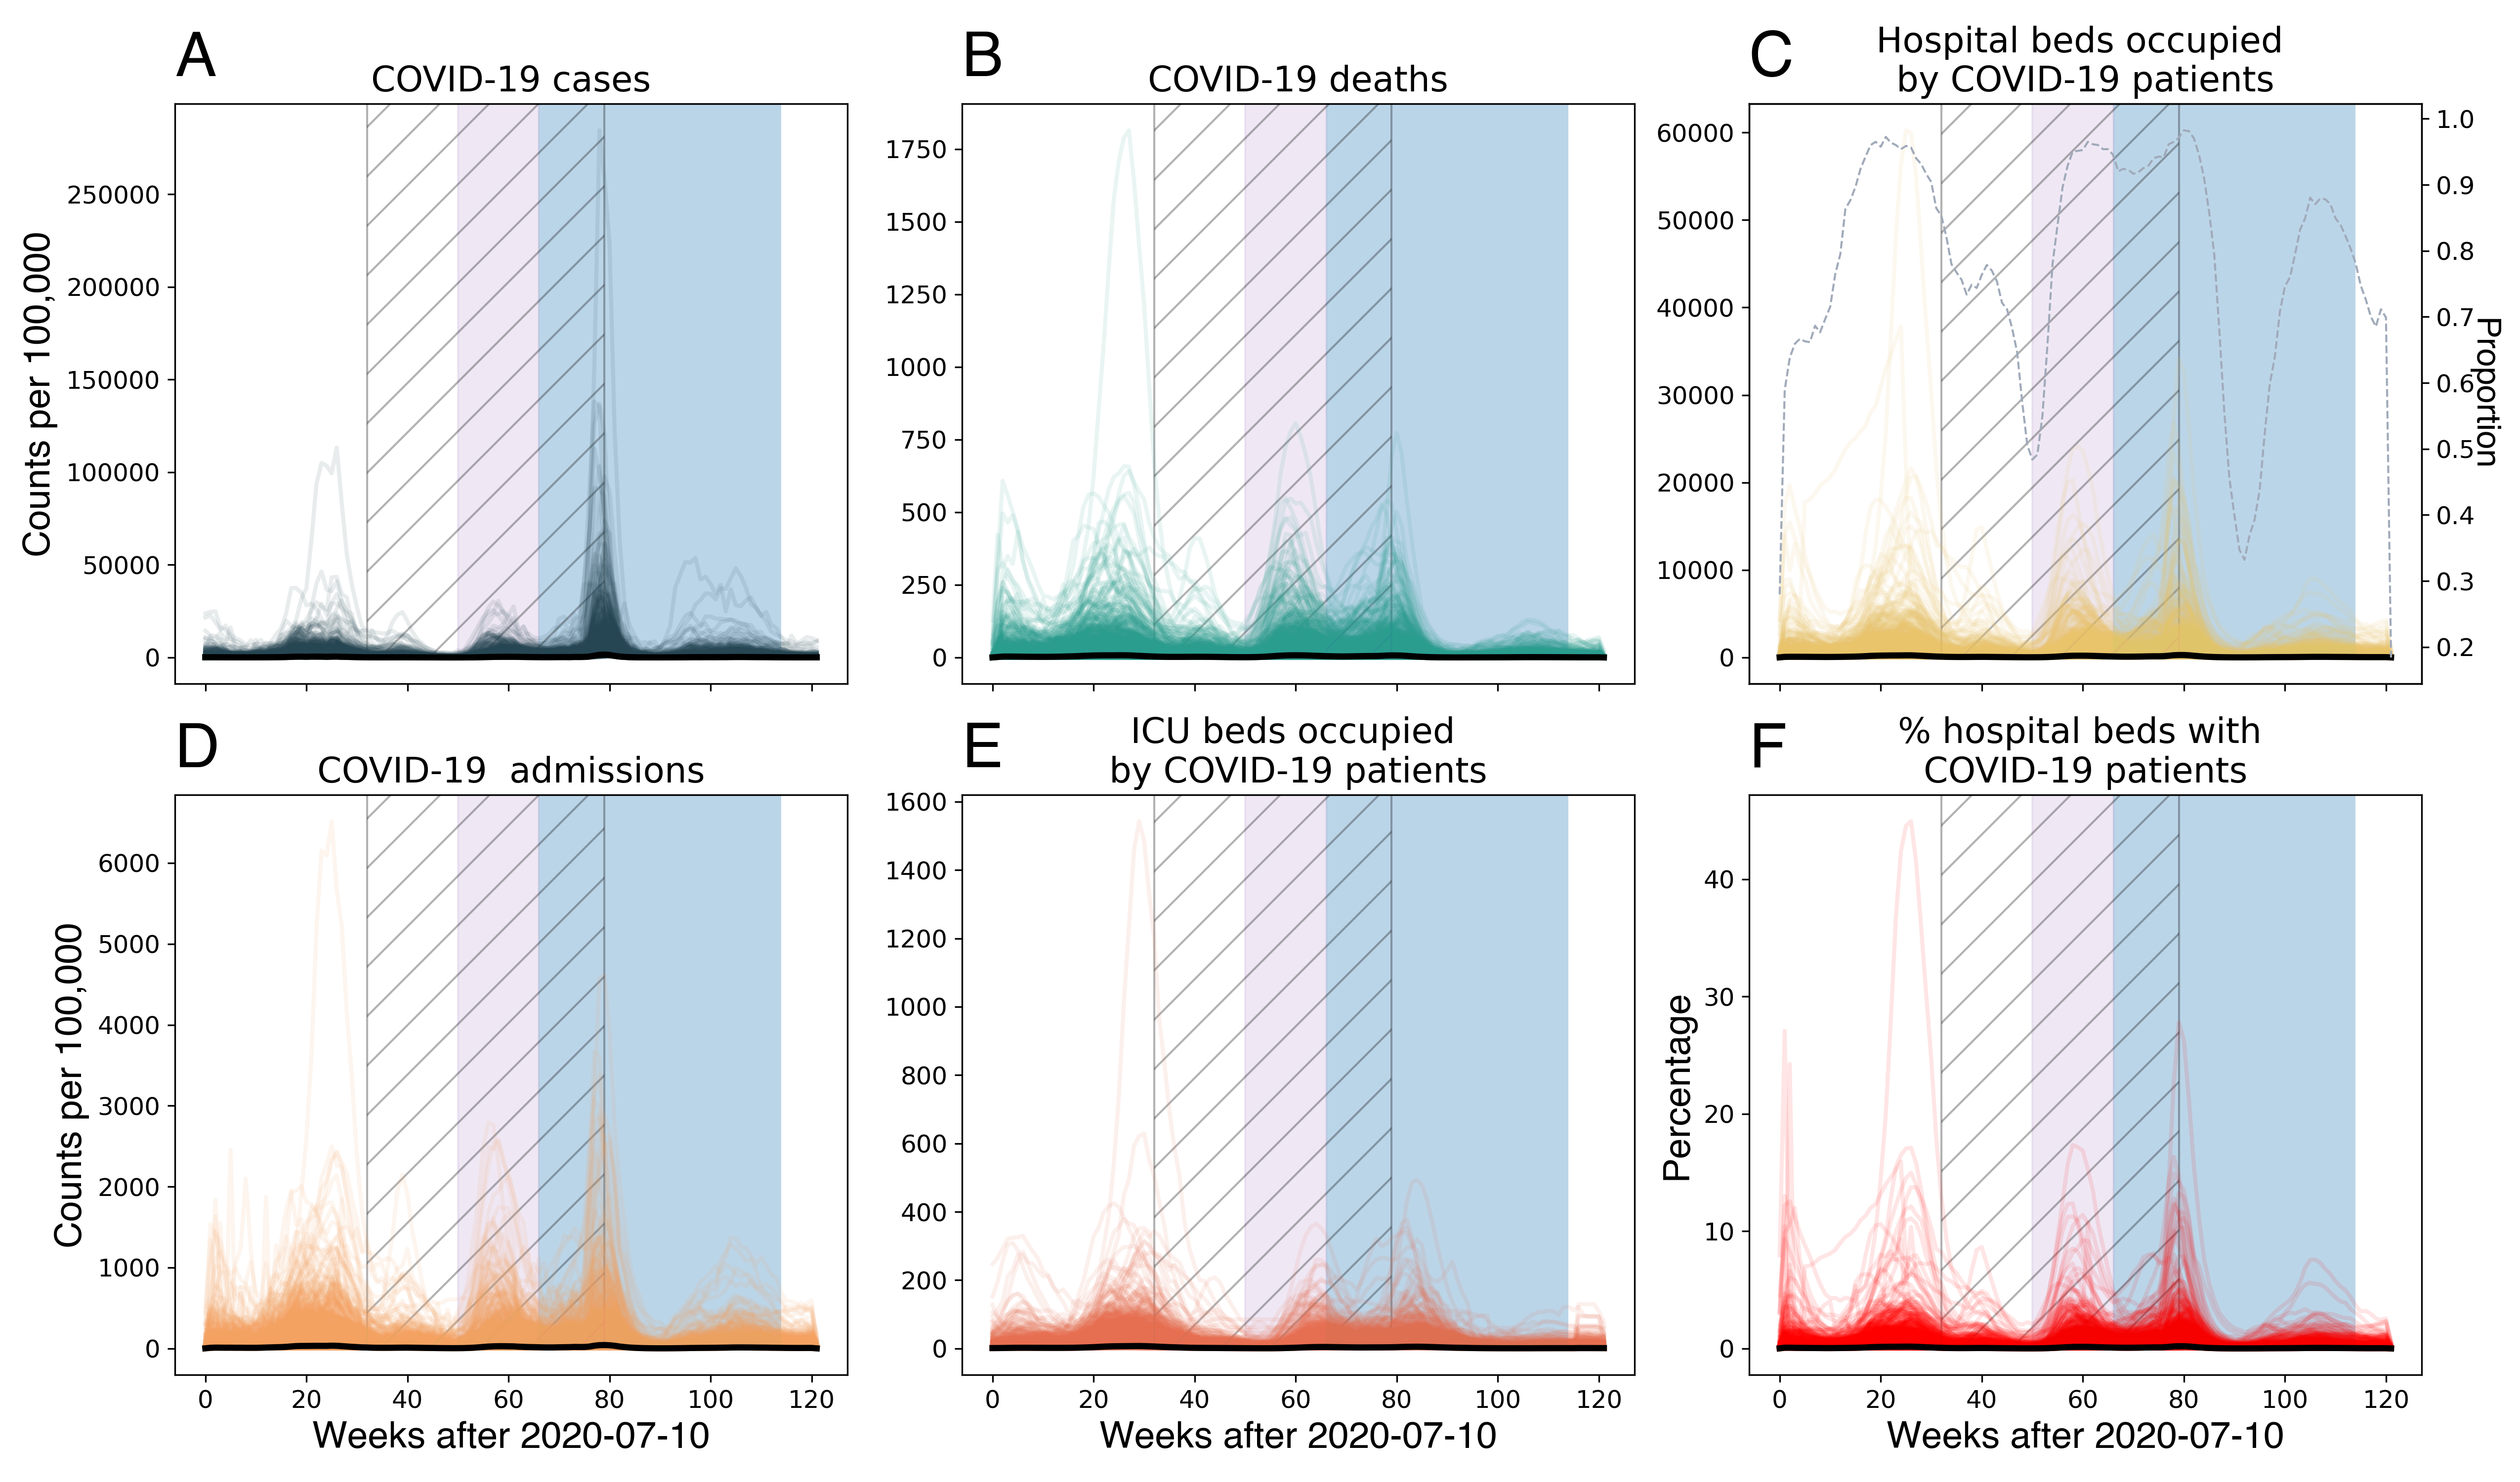 A
COVID-19 cases
B
COVID-19 deaths
C
Hospital beds occupied
by COVID-19 patients
Counts per 100,000
250000
200000
150000
100000
50000
0
1750
1500
1250
1000
750
500
250
0
60000
50000
40000
30000
20000
10000
0
1.0
0.9
0.8
0.7
0.6
0.5
0.4
0.3
0.2
Proportion
D
COVID-19 admissions
E
ICU beds occupied
by COVID-19 patients
F
% hospital beds with
COVID-19 patients
Counts per 100,000
6000
5000
4000
3000
2000
1000
0
0 20 40 60 80 100 120
Weeks after 2020-07-10
1600
1400
1200
1000
800
600
400
200
0
0 20 40 60 80 100 120
Weeks after 2020-07-10
Percentage
40
30
20
10
0
0 20 40 60 80 100 120
Weeks after 2020-07-10